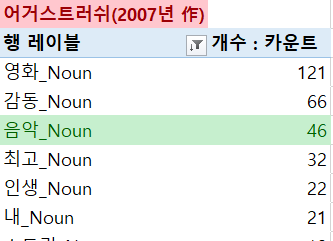 어거스트러쉬(2007년 作)
행 레이블 개수 : 카운트
영화_Noun 121
감동_Noun 66
음악_Noun 46
최고_Noun 32
인생_Noun 22
내_Noun 21